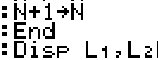 :N+1→N
:End
:Disp L₁,L₂